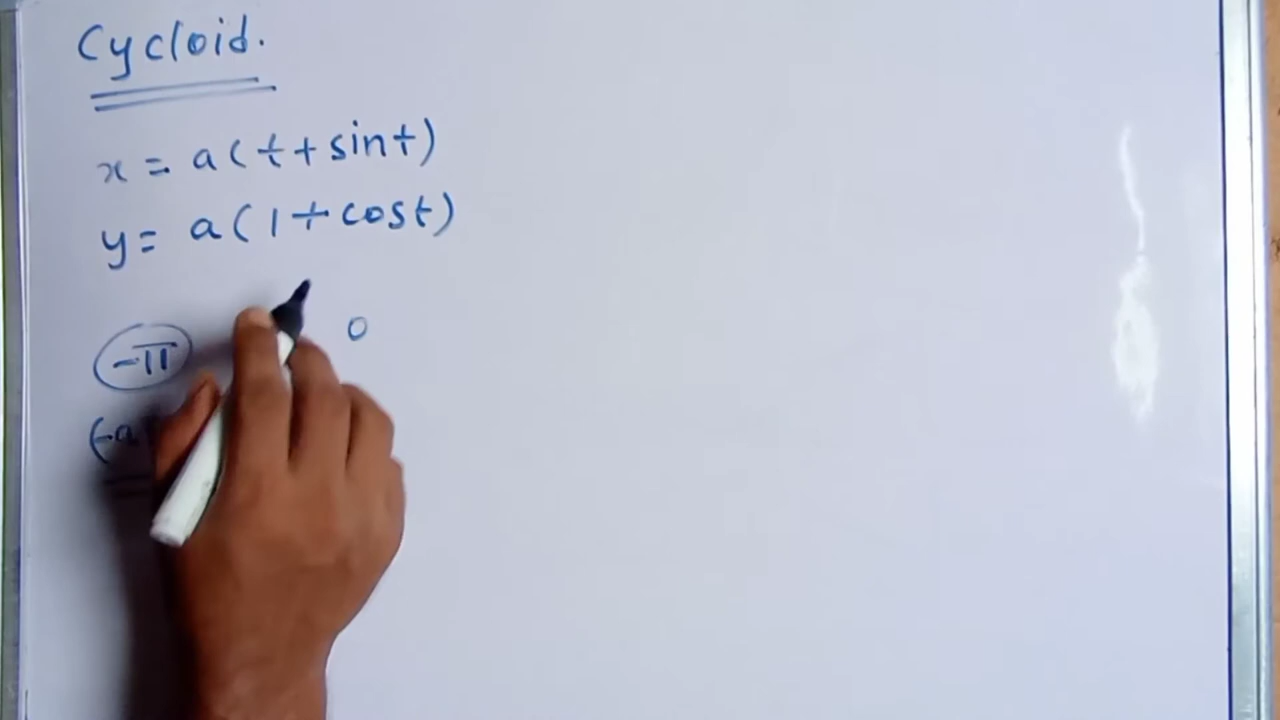 Cycloid.
x = a(t + sint)
y = a(1 + cost)
-π 0
(-a